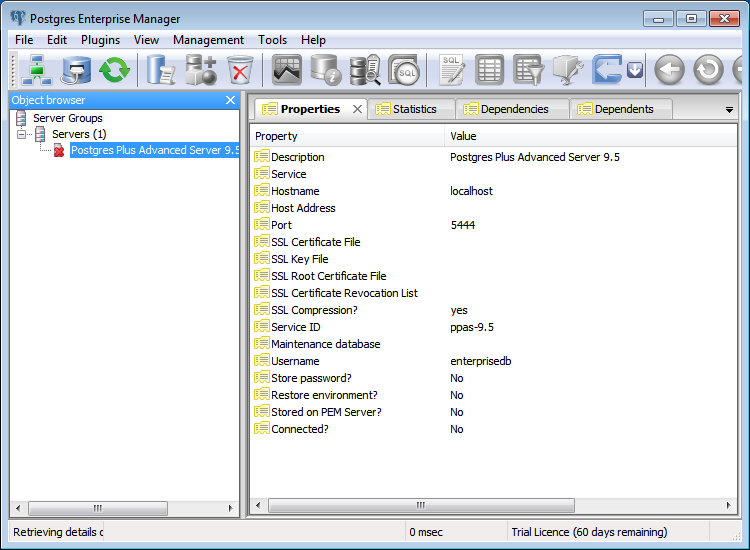 Postgres Enterprise Manager
File Edit Plugins View Management Tools Help
SQL SQL
Object browser
Server Groups
Servers (1)
Postgres Plus Advanced Server 9.5
Properties Statistics Dependencies Dependents
Property Value
Description Postgres Plus Advanced Server 9.5
Service
Hostname localhost
Host Address
Port 5444
SSL Certificate File
SSL Key File
SSL Root Certificate File
SSL Certificate Revocation List
SSL Compression? yes
Service ID ppas-9.5
Maintenance database
Username enterprisedb
Store password? No
Restore environment? No
Stored on PEM Server? No
Connected? No
Retrieving details 0 msec Trial Licence (60 days remaining)